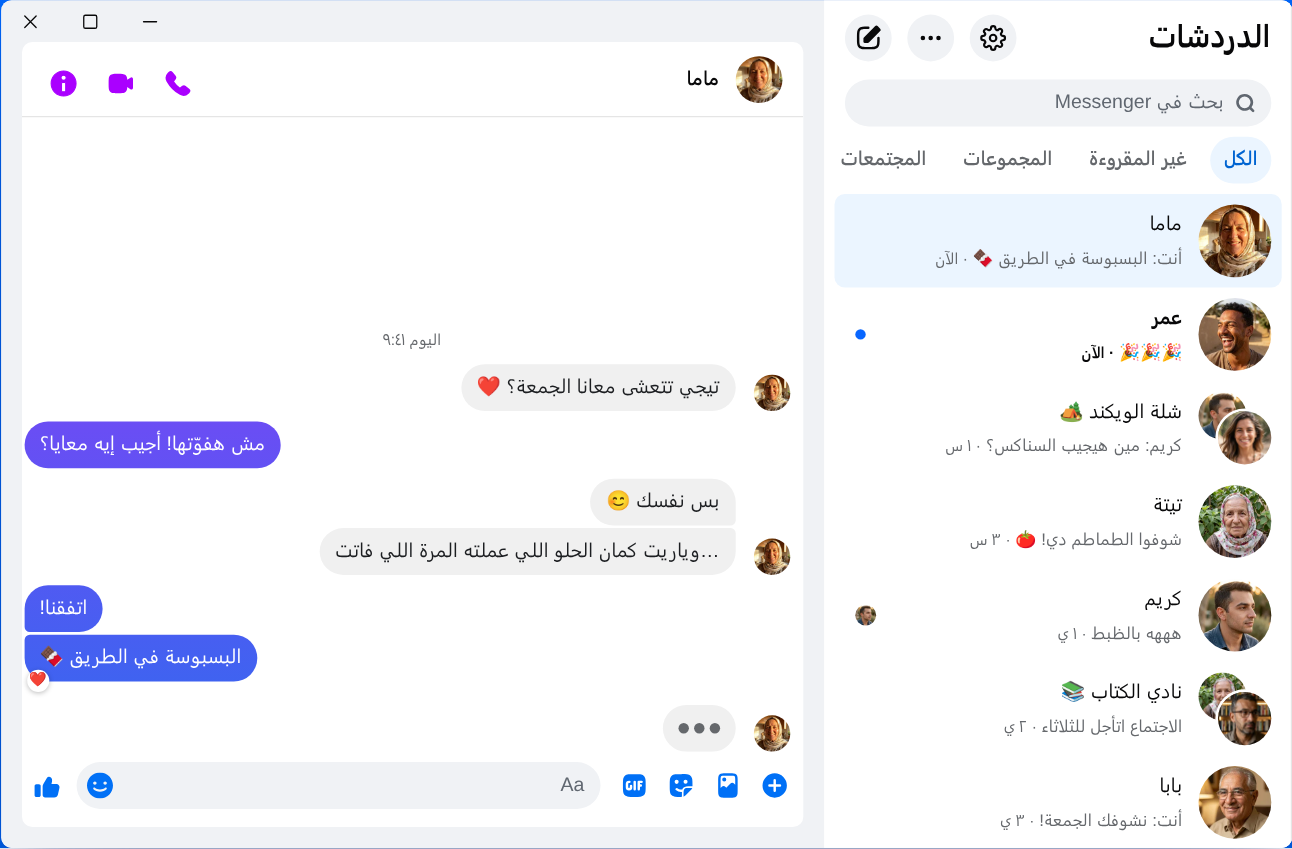 الدردشات
بحث في Messenger
الكل
غير المقروءة
المجموعات
المجتمعات
ماما
أنت: البسبوسة في الطريق 🍫 · الآن
عمر
🎉🎉🎉 · الآن
شلة الويكند 🏕️
كريم: مين هيجيب السناكس؟ · ١٠ س
تيتة
شوفوا الطماطم دي! 🍅 · ٣ س
كريم
هههه بالظبط · ١ ي
نادي الكتاب 📚
الاجتماع اتأجل للثلاثاء · ٢ ي
بابا
أنت: نشوفك الجمعة! · ٣ ي
ماما
اليوم ٩:٤١
تيجي تتعشى معانا الجمعة؟ ❤️
مش هفوّتها! أجيب إيه معايا؟
بس نفسك 😊
...وياريت كمان الحلو اللي عملته المرة اللي فاتت
اتفقنا!
البسبوسة في الطريق 🍫
❤️
GIF
Aa